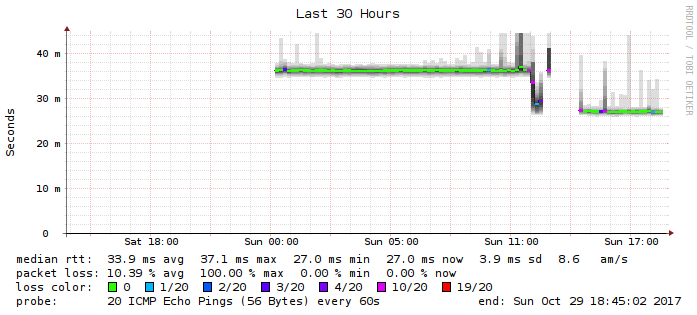 Last 30 Hours
RRDTOOL / TOBI OETIKER
Seconds
40 m
30 m
20 m
10 m
0
Sat 18:00 Sun 00:00 Sun 05:00 Sun 11:00 Sun 17:00
median rtt: 33.9 ms avg 37.1 ms max 27.0 ms min 27.0 ms now 3.9 ms sd 8.6 am/s
packet loss: 10.39 % avg 100.00 % max 0.00 % min 0.00 % now
loss color: 0 1/20 2/20 3/20 4/20 10/20 19/20
probe: 20 ICMP Echo Pings (56 Bytes) every 60s end: Sun Oct 29 18:45:02 2017